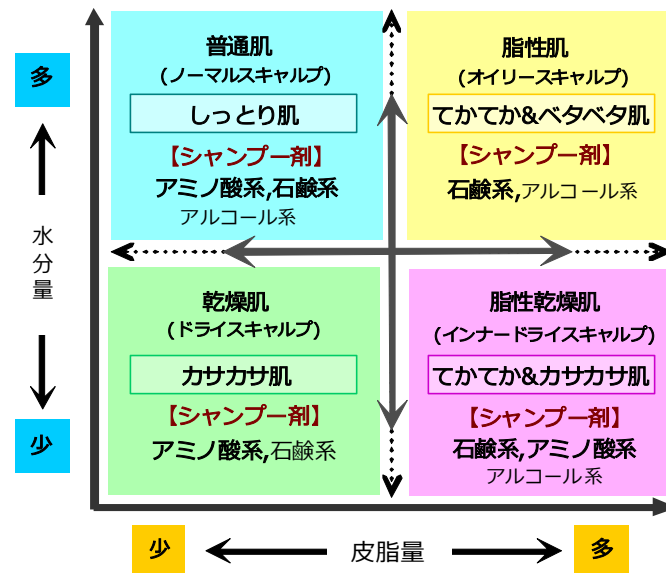 普通肌
(ノーマルスキャルプ)
しっとり肌
【シャンプー剤】
アミノ酸系,石鹸系
アルコール系
脂性肌
(オイリースキャルプ)
てかてか&ベタベタ肌
【シャンプー剤】
石鹸系,アルコール系
乾燥肌
(ドライスキャルプ)
カサカサ肌
【シャンプー剤】
アミノ酸系,石鹸系
脂性乾燥肌
(インナードライスキャルプ)
てかてか&カサカサ肌
【シャンプー剤】
石鹸系,アミノ酸系
アルコール系
多
水分量
少
少
皮脂量
多